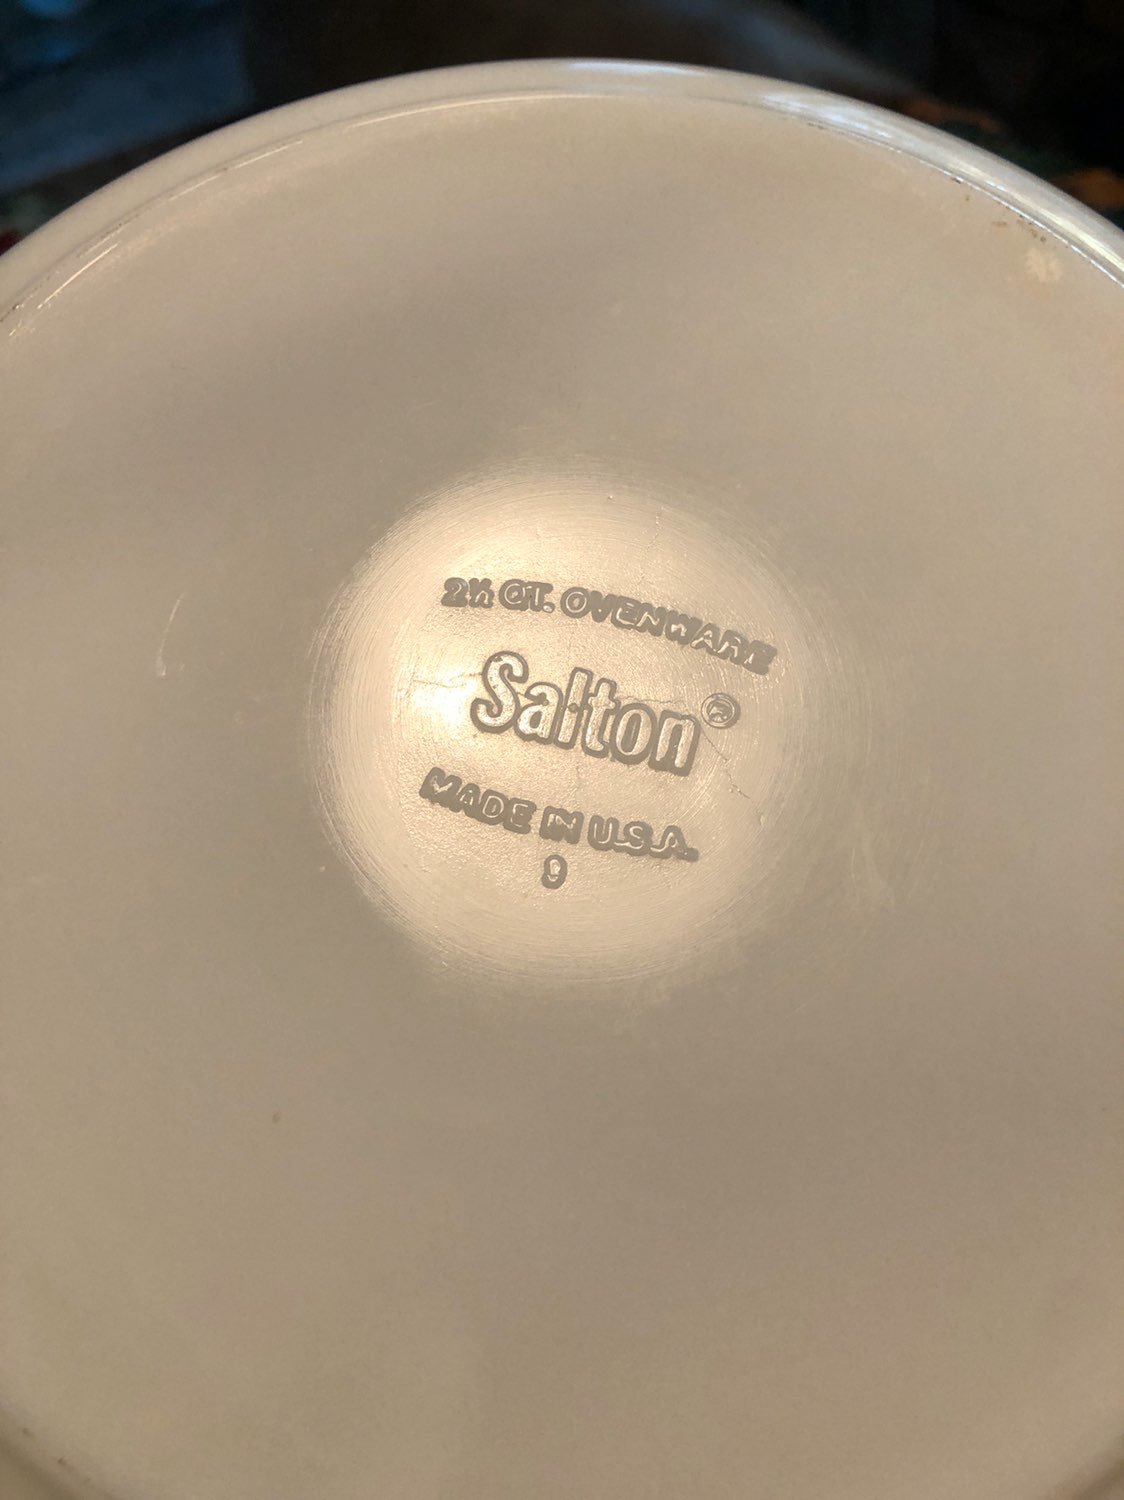 2½ QT. OVENWARE
Salton®
MADE IN U.S.A.
9